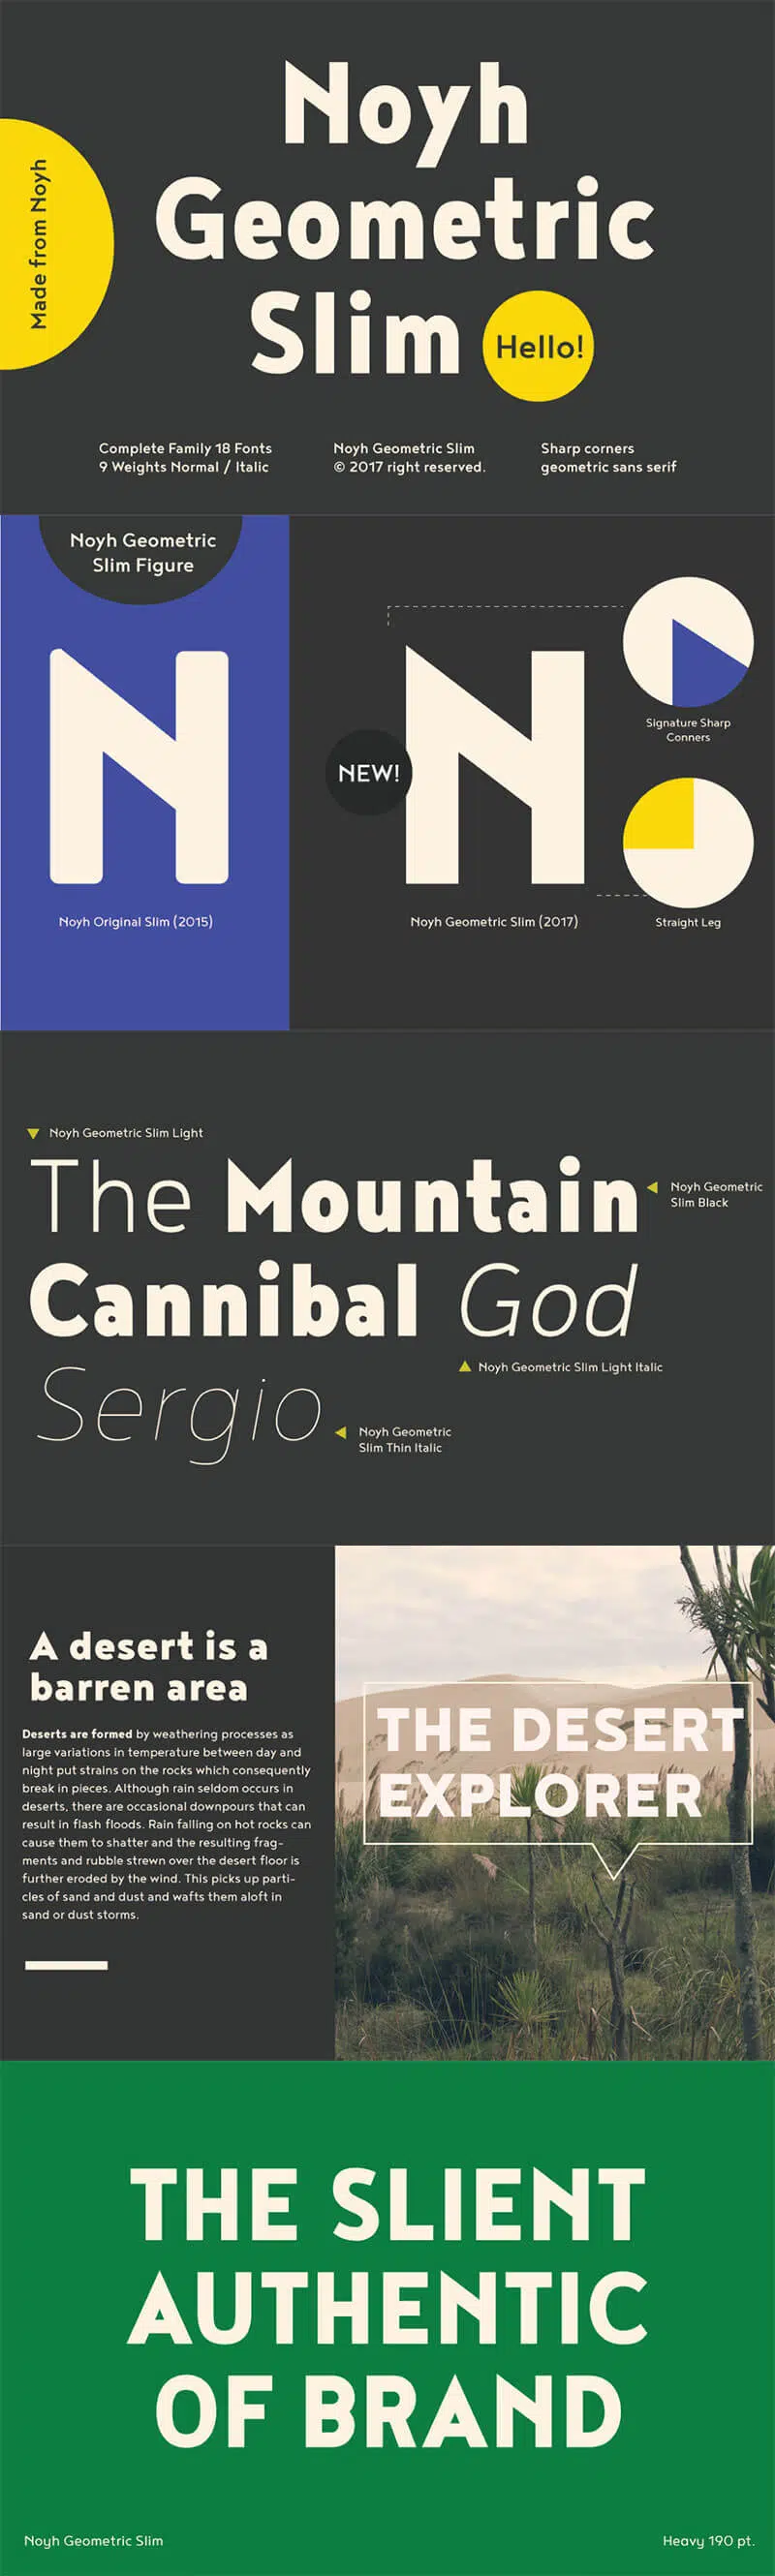 Noyh
Geometric
Slim
Hello!
Made from Noyh
Complete Family 18 Fonts
9 Weights Normal / Italic
Noyh Geometric Slim
© 2017 right reserved.
Sharp corners
geometric sans serif
Noyh Geometric
Slim Figure
N
Noyh Original Slim (2015)
NEW!
N
Noyh Geometric Slim (2017)
Signature Sharp
Conners
Straight Leg
Noyh Geometric Slim Light
The Mountain
Noyh Geometric
Slim Black
Cannibal God
Noyh Geometric Slim Light Italic
Sergio
Noyh Geometric
Slim Thin Italic
A desert is a
barren area
Deserts are formed by weathering processes as
large variations in temperature between day and
night put strains on the rocks which consequently
break in pieces. Although rain seldom occurs in
deserts, there are occasional downpours that can
result in flash floods. Rain falling on hot rocks can
cause them to shatter and the resulting frag-
ments and rubble strewn over the desert floor is
further eroded by the wind. This picks up parti-
cles of sand and dust and wafts them aloft in
sand or dust storms.
THE DESERT
EXPLORER
THE SLIENT
AUTHENTIC
OF BRAND
Noyh Geometric Slim
Heavy 190 pt.